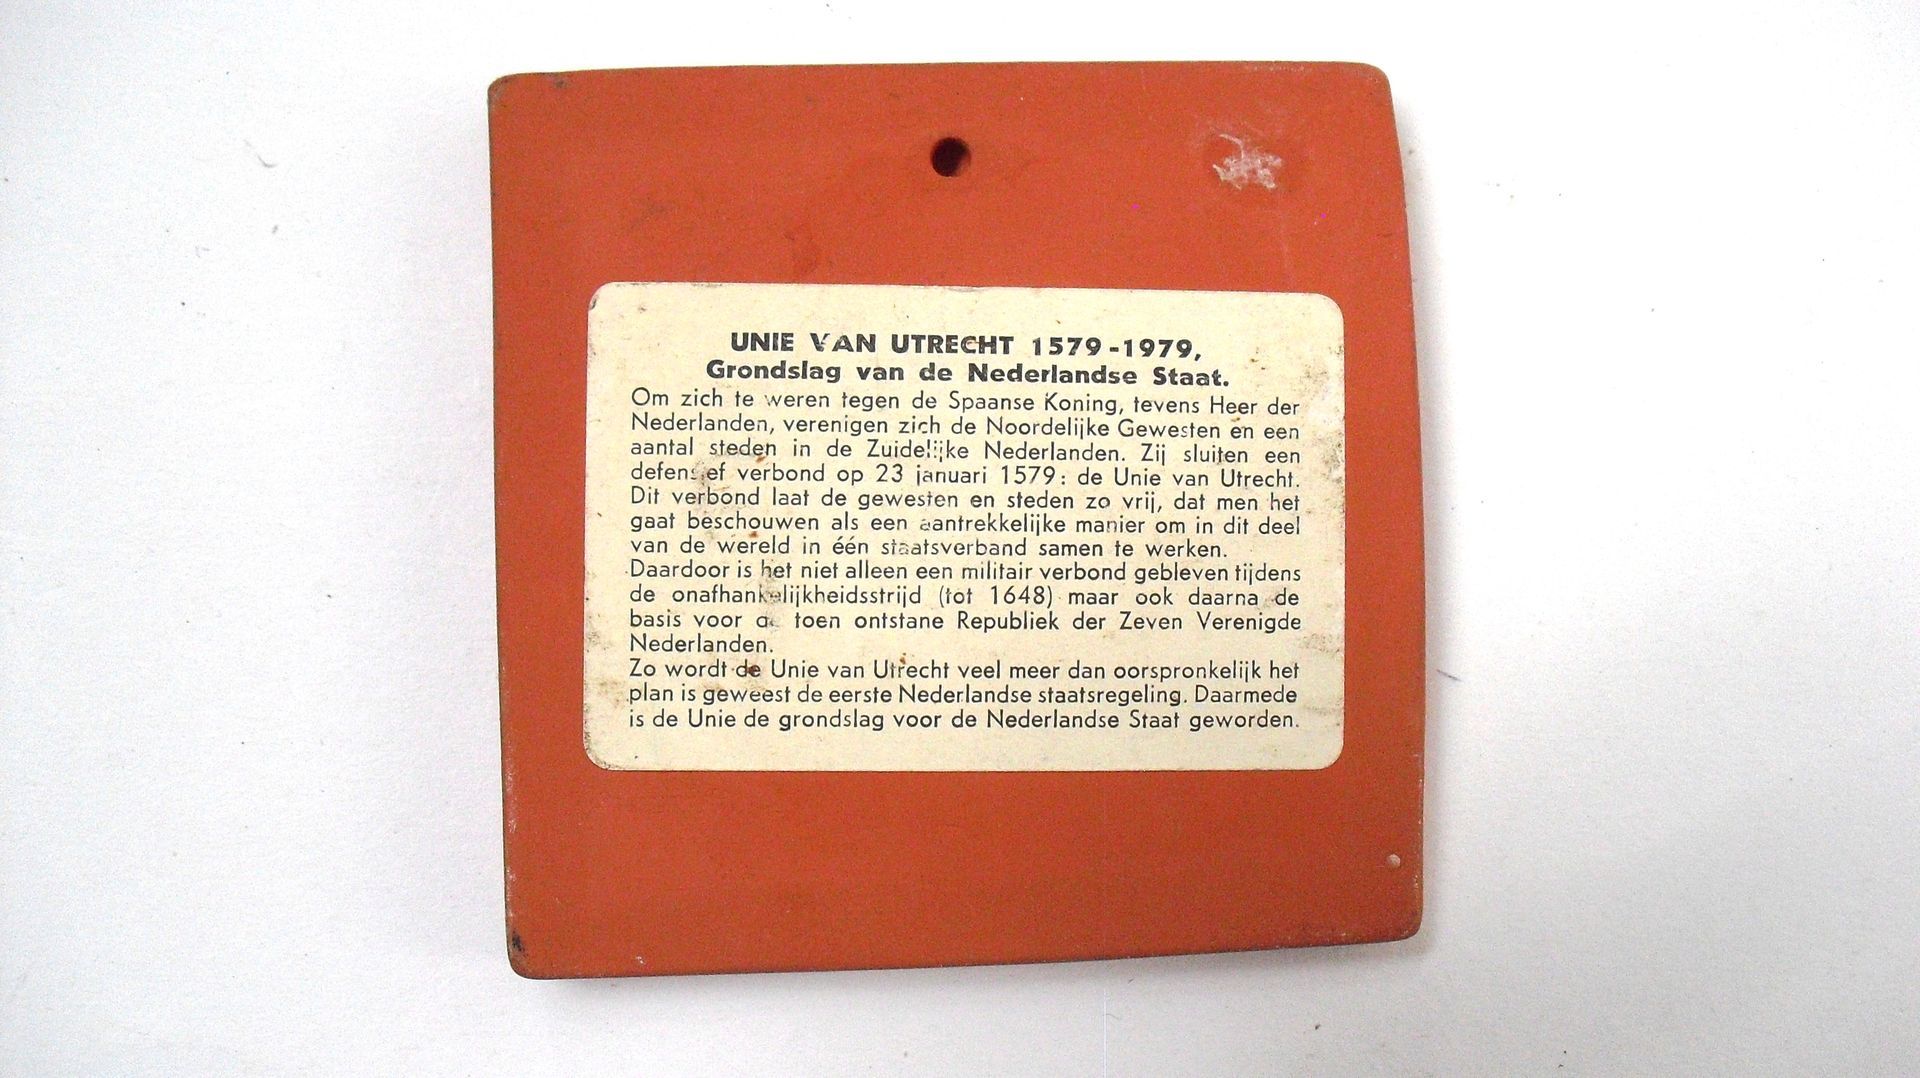 UNIE VAN UTRECHT 1579-1979,
Grondslag van de Nederlandse Staat.
Om zich te weren tegen de Spaanse Koning, tevens Heer der
Nederlanden, verenigen zich de Noordelijke Gewesten en een
aantal steden in de Zuidelijke Nederlanden. Zij sluiten een
defensief verbond op 23 januari 1579: de Unie van Utrecht.
Dit verbond laat de gewesten en steden zo vrij, dat men het
gaat beschouwen als een aantrekkelijke manier om in dit deel
van de wereld in één staatsverband samen te werken.
Daardoor is het niet alleen een militair verbond gebleven tijdens
de onafhankelijkheidsstrijd (tot 1648) maar ook daarna de
basis voor de toen ontstane Republiek der Zeven Verenigde
Nederlanden.
Zo wordt de Unie van Utrecht veel meer dan oorspronkelijk het
plan is geweest de eerste Nederlandse staatsregeling. Daarmede
is de Unie de grondslag voor de Nederlandse Staat geworden.